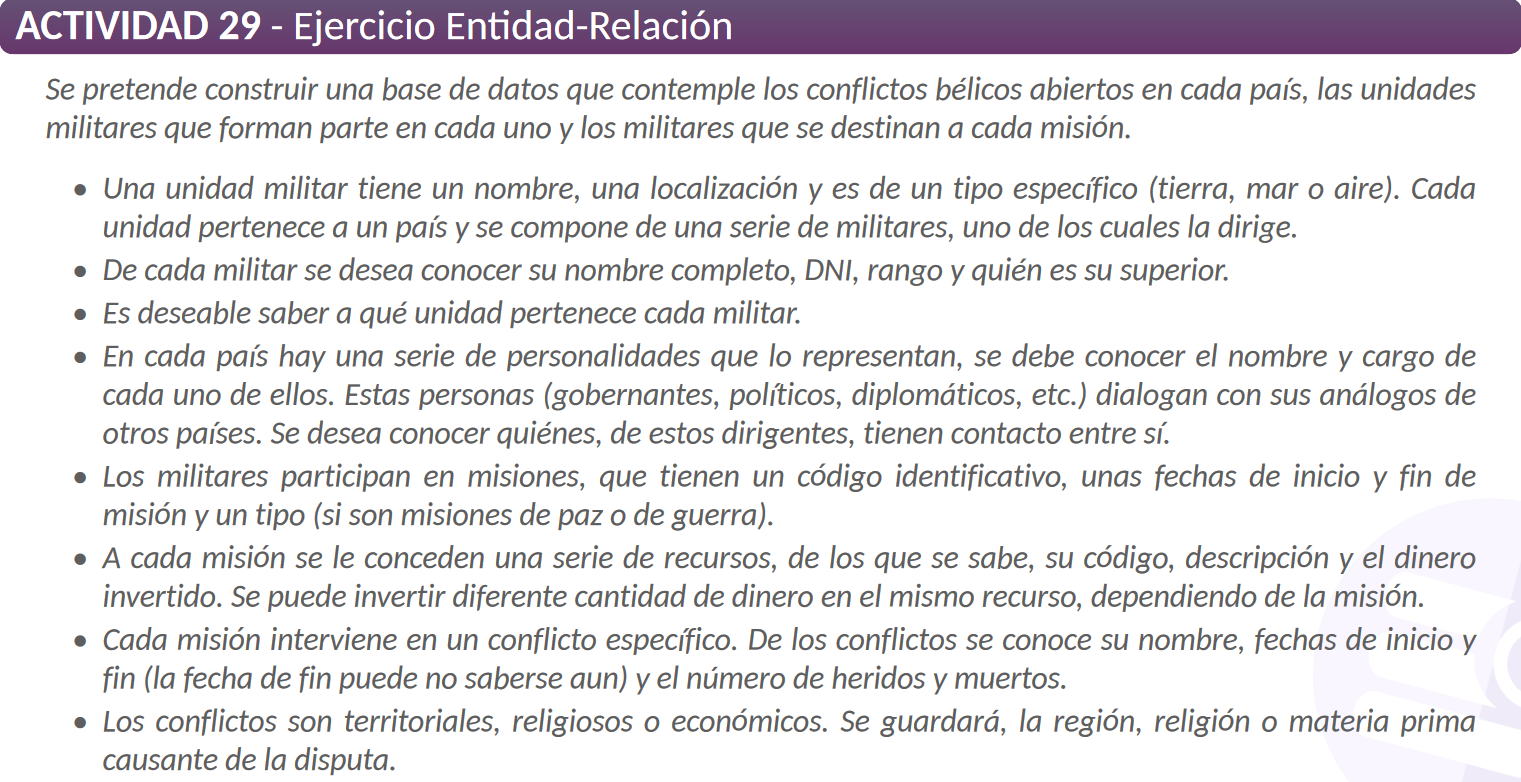 ACTIVIDAD 29 - Ejercicio Entidad-Relación
Se pretende construir una base de datos que contemple los conflictos bélicos abiertos en cada país, las unidades
militares que forman parte en cada uno y los militares que se destinan a cada misión.
• Una unidad militar tiene un nombre, una localización y es de un tipo específico (tierra, mar o aire). Cada
unidad pertenece a un país y se compone de una serie de militares, uno de los cuales la dirige.
• De cada militar se desea conocer su nombre completo, DNI, rango y quién es su superior.
• Es deseable saber a qué unidad pertenece cada militar.
• En cada país hay una serie de personalidades que lo representan, se debe conocer el nombre y cargo de
cada uno de ellos. Estas personas (gobernantes, políticos, diplomáticos, etc.) dialogan con sus análogos de
otros países. Se desea conocer quiénes, de estos dirigentes, tienen contacto entre sí.
• Los militares participan en misiones, que tienen un código identificativo, unas fechas de inicio y fin de
misión y un tipo (si son misiones de paz o de guerra).
• A cada misión se le conceden una serie de recursos, de los que se sabe, su código, descripción y el dinero
invertido. Se puede invertir diferente cantidad de dinero en el mismo recurso, dependiendo de la misión.
• Cada misión interviene en un conflicto específico. De los conflictos se conoce su nombre, fechas de inicio y
fin (la fecha de fin puede no saberse aun) y el número de heridos y muertos.
• Los conflictos son territoriales, religiosos o económicos. Se guardará, la región, religión o materia prima
causante de la disputa.